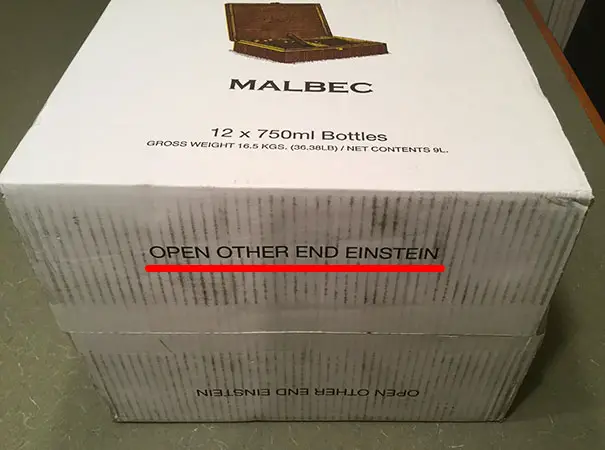 MALBEC
12 x 750ml Bottles
GROSS WEIGHT 16.5 KGS. (36.38LB) / NET CONTENTS 9L.
OPEN OTHER END EINSTEIN
OPEN OTHER END EINSTEIN